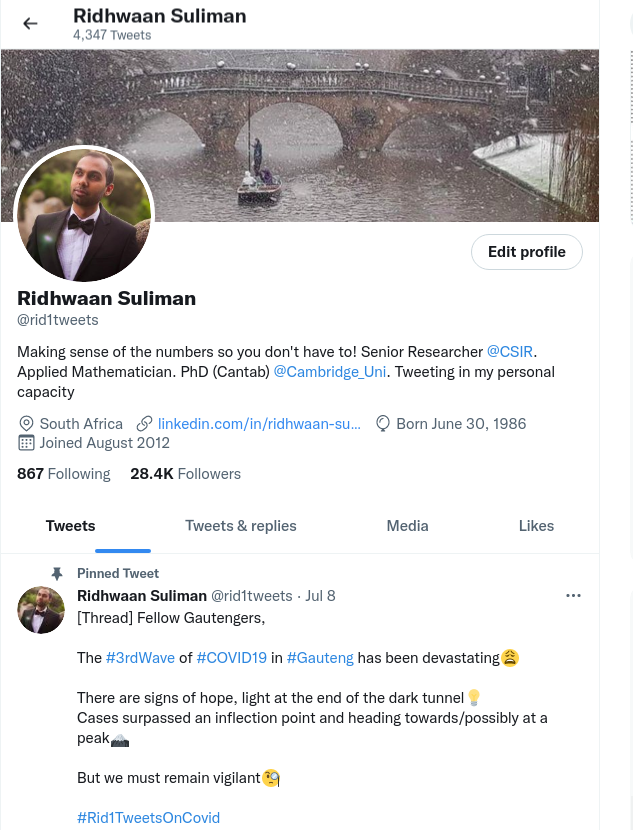 Ridhwaan Suliman
4,347 Tweets
Edit profile
Ridhwaan Suliman
@rid1tweets
Making sense of the numbers so you don't have to! Senior Researcher @CSIR.
Applied Mathematician. PhD (Cantab) @Cambridge_Uni. Tweeting in my personal
capacity
South Africa linkedin.com/in/ridhwaan-su... Born June 30, 1986
Joined August 2012
867 Following 28.4K Followers
Tweets Tweets & replies Media Likes
Pinned Tweet
Ridhwaan Suliman @rid1tweets · Jul 8
[Thread] Fellow Gautengers,
The #3rdWave of #COVID19 in #Gauteng has been devastating😩
There are signs of hope, light at the end of the dark tunnel💡
Cases surpassed an inflection point and heading towards/possibly at a
peak🏔️
But we must remain vigilant🧐
#Rid1TweetsOnCovid